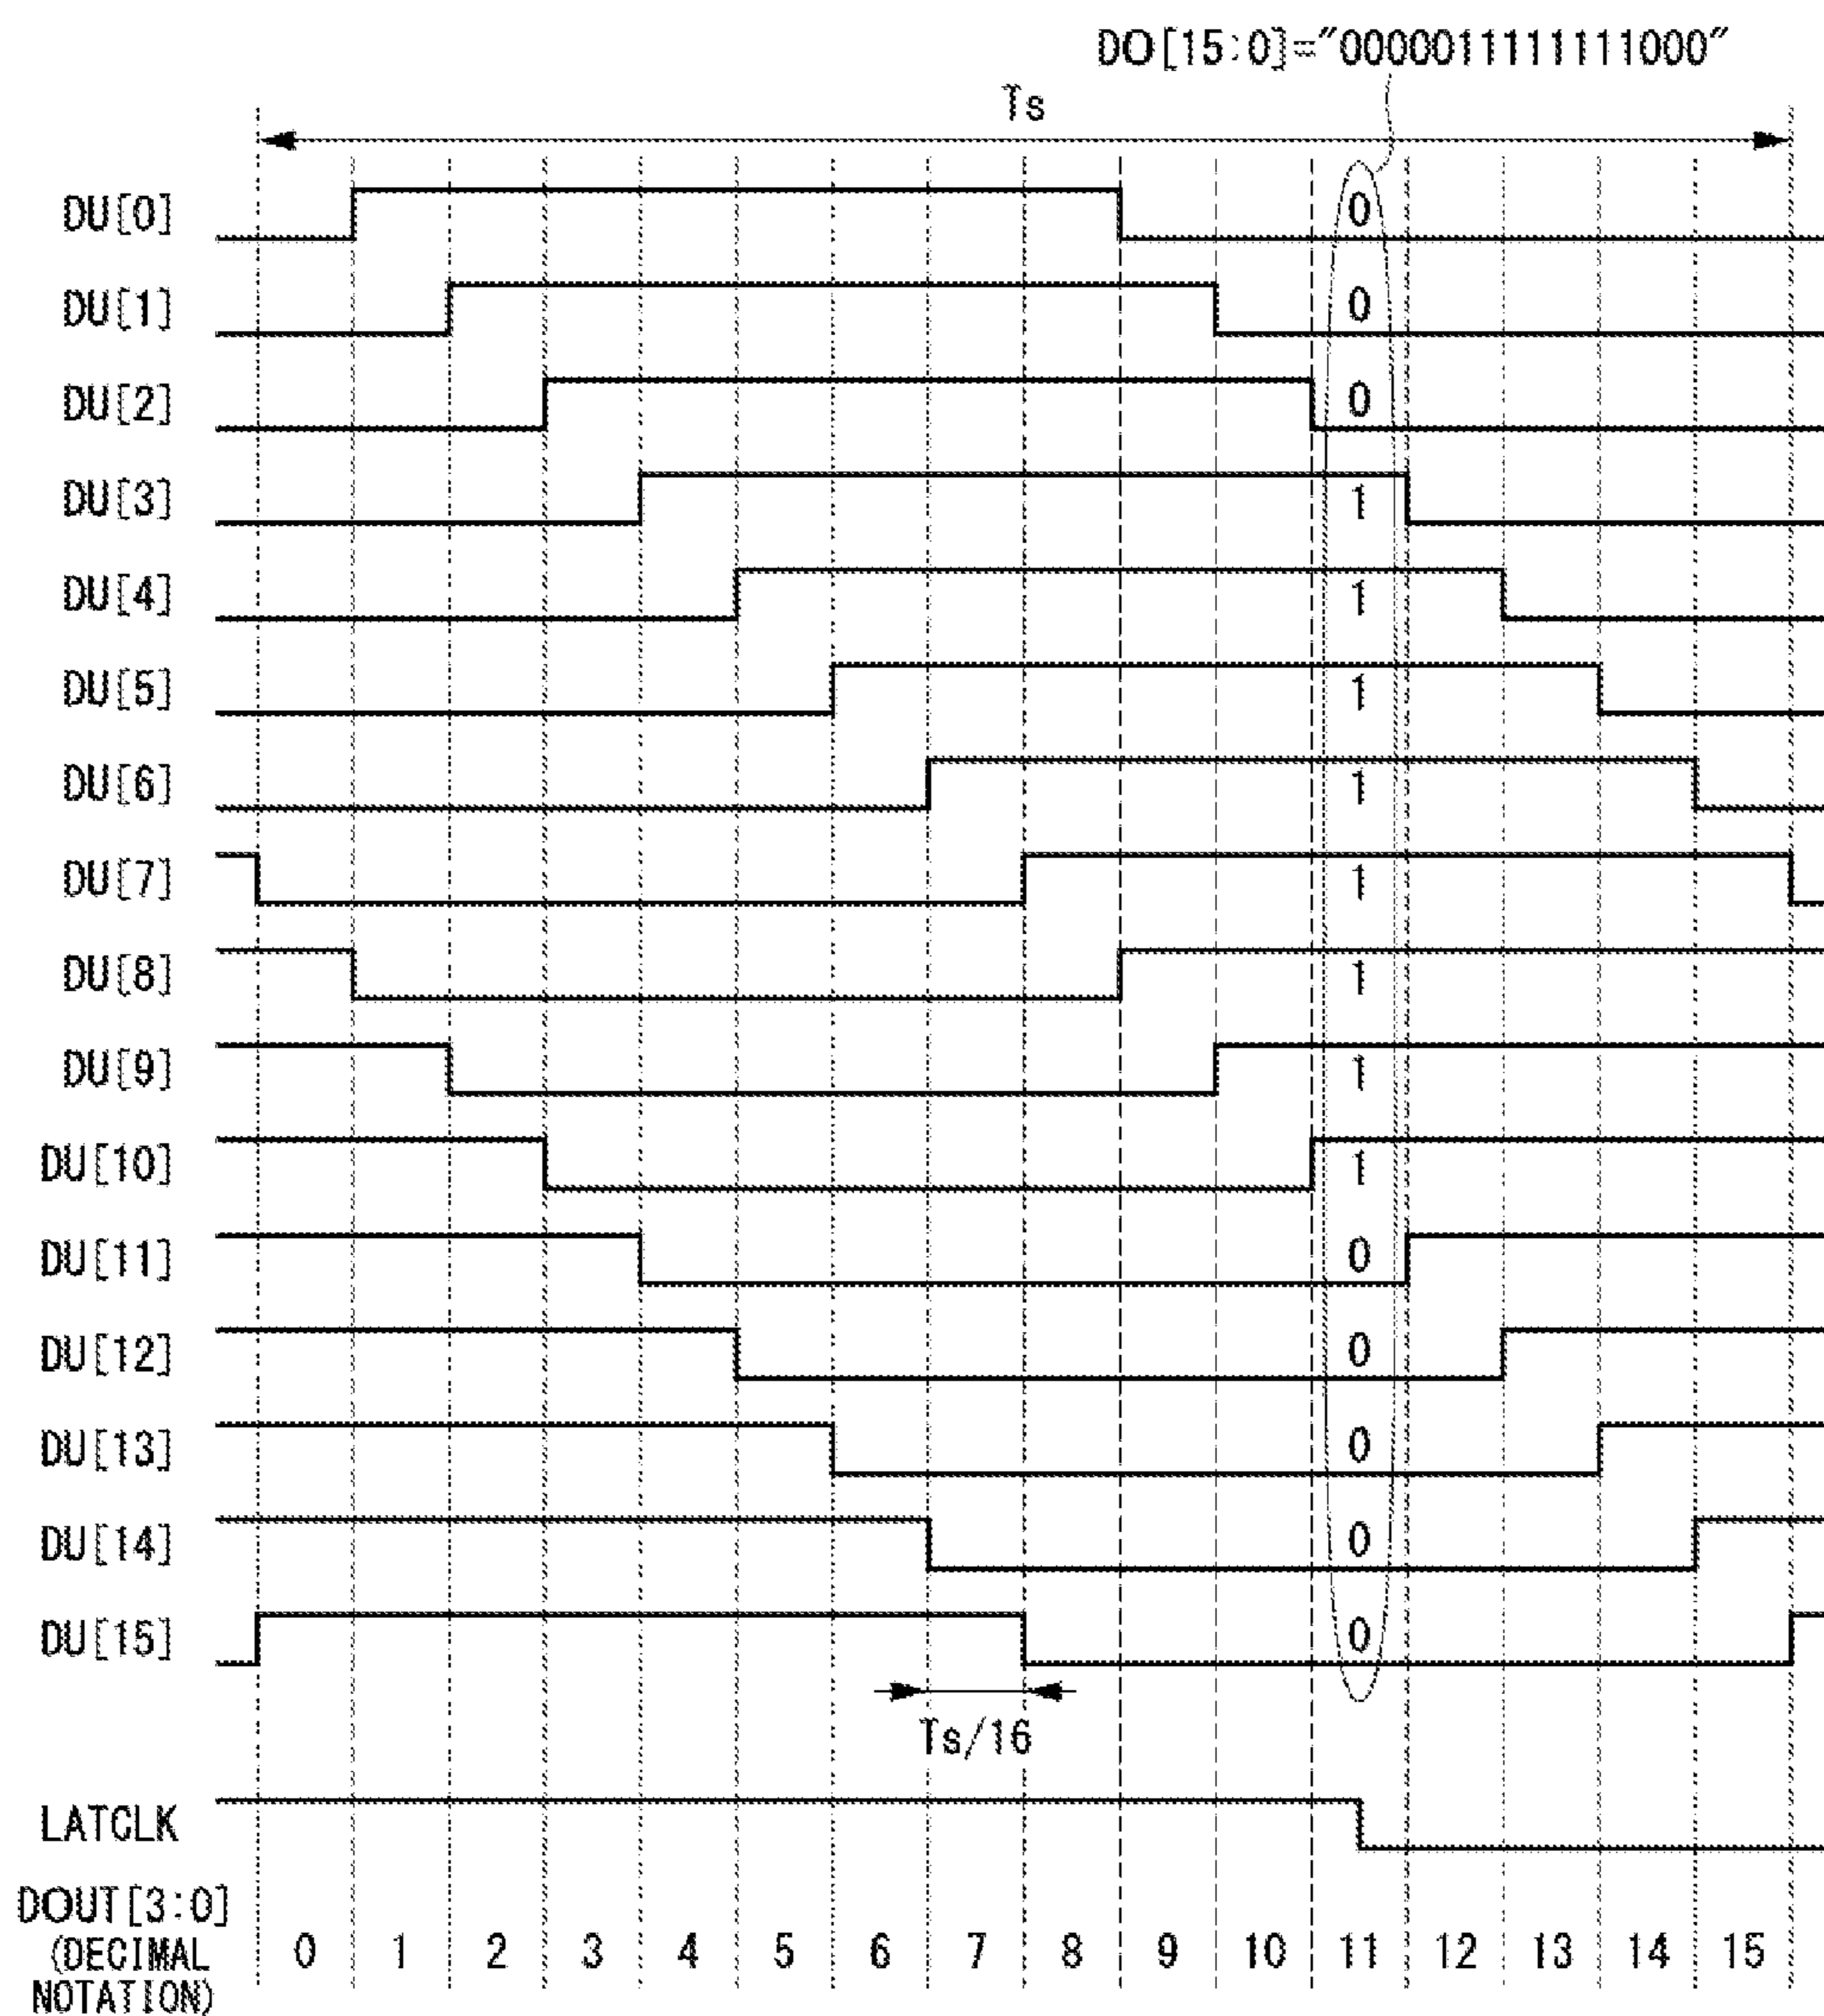 DO[15:0]="0000011111111000"
Ts
DU[0] 0
DU[1] 0
DU[2] 0
DU[3] 1
DU[4] 1
DU[5] 1
DU[6] 1
DU[7] 1
DU[8] 1
DU[9] 1
DU[10] 1
DU[11] 0
DU[12] 0
DU[13] 0
DU[14] 0
DU[15] 0
Ts/16
LATCLK
DOUT[3:0]
(DECIMAL
NOTATION)
0 1 2 3 4 5 6 7 8 9 10 11 12 13 14 15